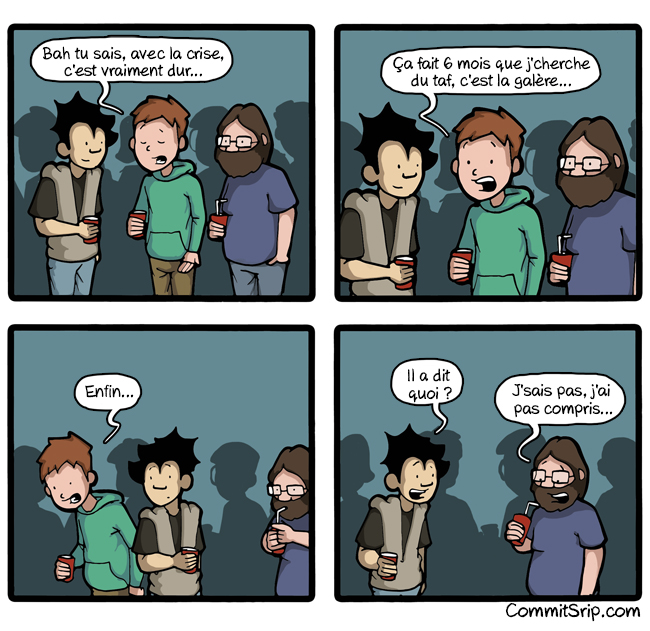 Bah tu sais, avec la crise,
c'est vraiment dur...
Ça fait 6 mois que j'cherche
du taf, c'est la galère...
Enfin...
Il a dit
quoi ?
J'sais pas, j'ai
pas compris...
CommitSrip.com